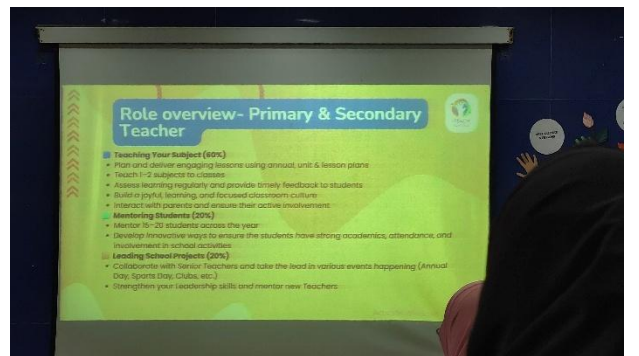 Role overview- Primary & Secondary
Teacher
Teaching Your Subject (60%)
• Plan and deliver engaging lessons using annual, unit & lesson plans
• Teach 1-2 subjects to classes
• Assess learning regularly and provide timely feedback to students
• Build a joyful, learning, and focused classroom culture
• Interact with parents and ensure their active involvement
Mentoring Students (20%)
• Mentor 15-20 students across the year
• Develop innovative ways to ensure the students have strong academics, attendance, and
involvement in school activities
Leading School Projects (20%)
• Collaborate with Senior Teachers and take the lead in various events happening (Annual
Day, Sports Day, Clubs, etc.)
• Strengthen your Leadership skills and mentor new Teachers